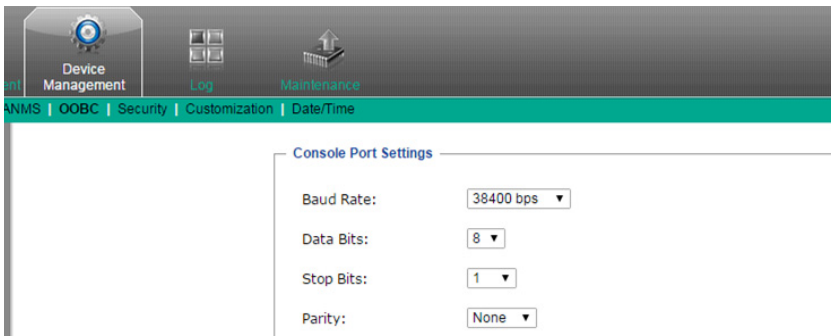 Device
Management
Log
Maintenance
ANMS | OOBC | Security | Customization | Date/Time
Console Port Settings
Baud Rate: 38400 bps
Data Bits: 8
Stop Bits: 1
Parity: None